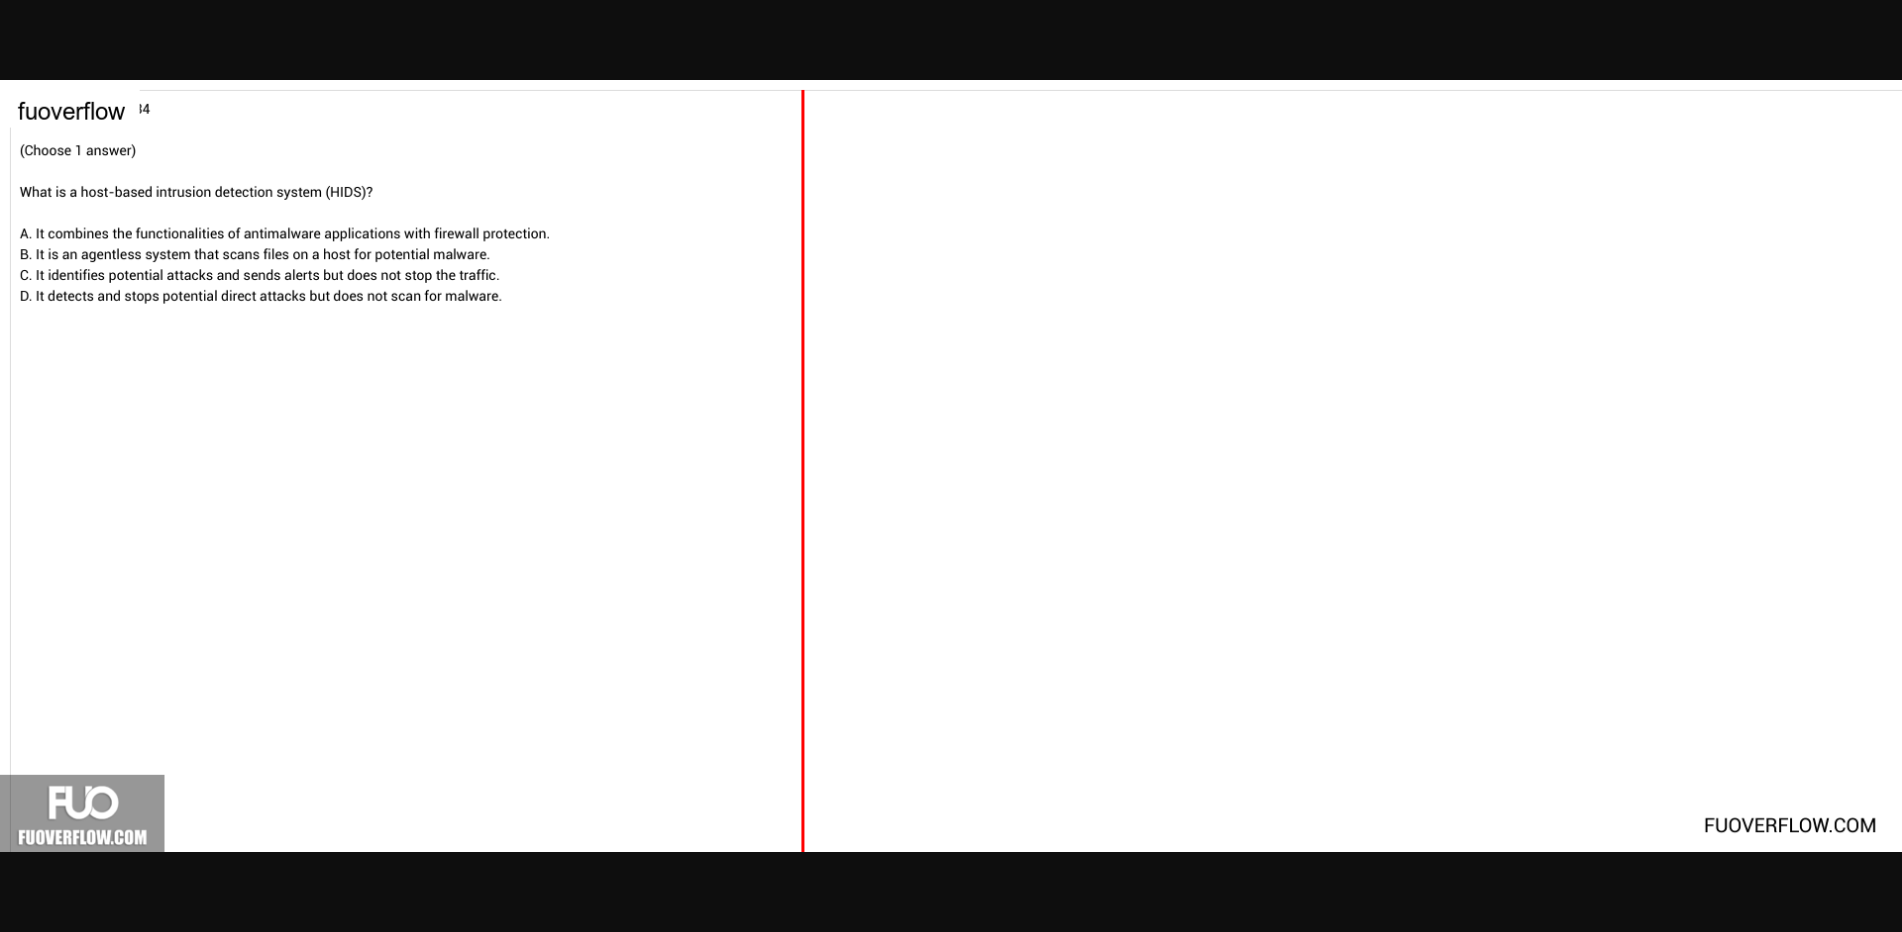 fuoverflow 34
(Choose 1 answer)
What is a host-based intrusion detection system (HIDS)?
A. It combines the functionalities of antimalware applications with firewall protection.
B. It is an agentless system that scans files on a host for potential malware.
C. It identifies potential attacks and sends alerts but does not stop the traffic.
D. It detects and stops potential direct attacks but does not scan for malware.
FUO
FUOVERFLOW.COM
FUOVERFLOW.COM